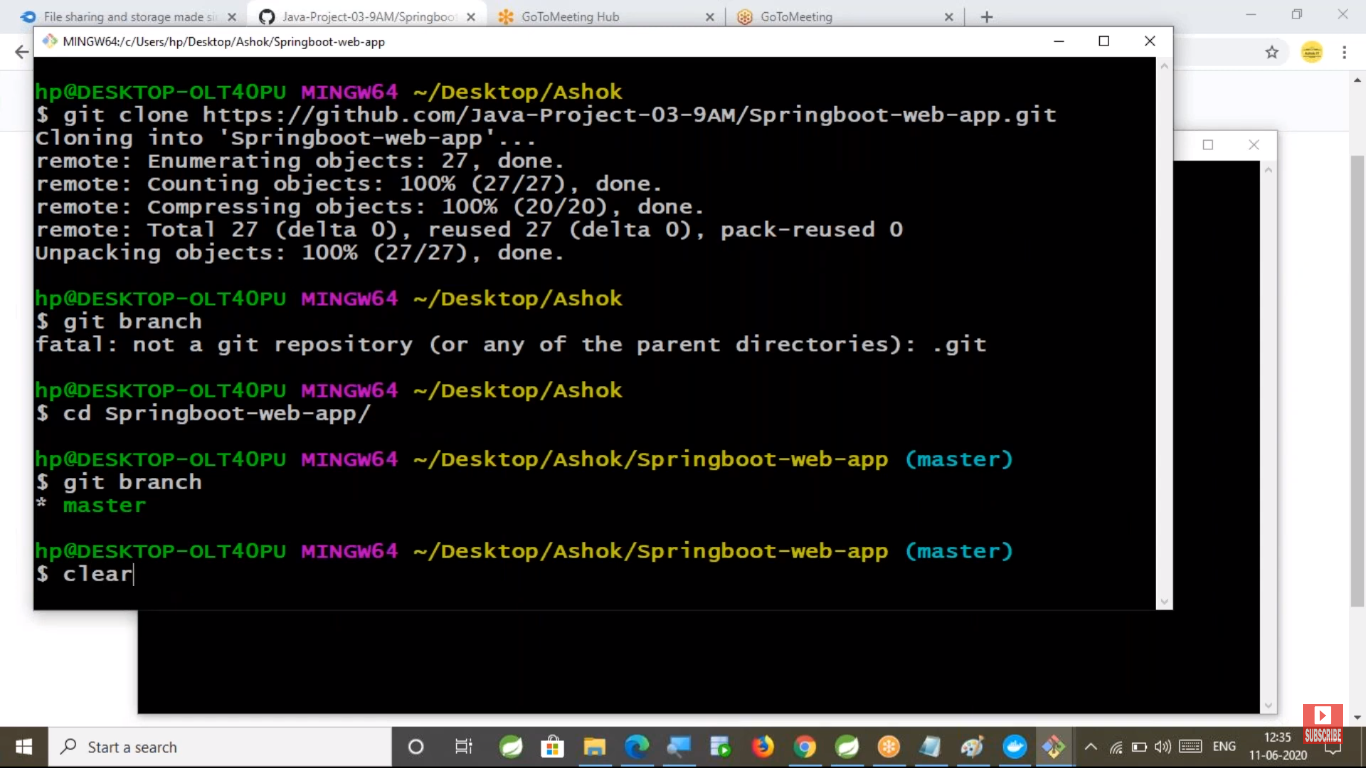 File sharing and storage made si
Java-Project-03-9AM/Springboot
GoToMeeting Hub
GoToMeeting
MINGW64:/c/Users/hp/Desktop/Ashok/Springboot-web-app
hp@DESKTOP-OLT4OPU MINGW64 ~/Desktop/Ashok
$ git clone https://github.com/Java-Project-03-9AM/Springboot-web-app.git
Cloning into 'Springboot-web-app'...
remote: Enumerating objects: 27, done.
remote: Counting objects: 100% (27/27), done.
remote: Compressing objects: 100% (20/20), done.
remote: Total 27 (delta 0), reused 27 (delta 0), pack-reused 0
Unpacking objects: 100% (27/27), done.
hp@DESKTOP-OLT4OPU MINGW64 ~/Desktop/Ashok
$ git branch
fatal: not a git repository (or any of the parent directories): .git
hp@DESKTOP-OLT4OPU MINGW64 ~/Desktop/Ashok
$ cd Springboot-web-app/
hp@DESKTOP-OLT4OPU MINGW64 ~/Desktop/Ashok/Springboot-web-app (master)
$ git branch
* master
hp@DESKTOP-OLT4OPU MINGW64 ~/Desktop/Ashok/Springboot-web-app (master)
$ clear
SUBSCRIBE
Start a search
ENG
12:35
11-06-2020